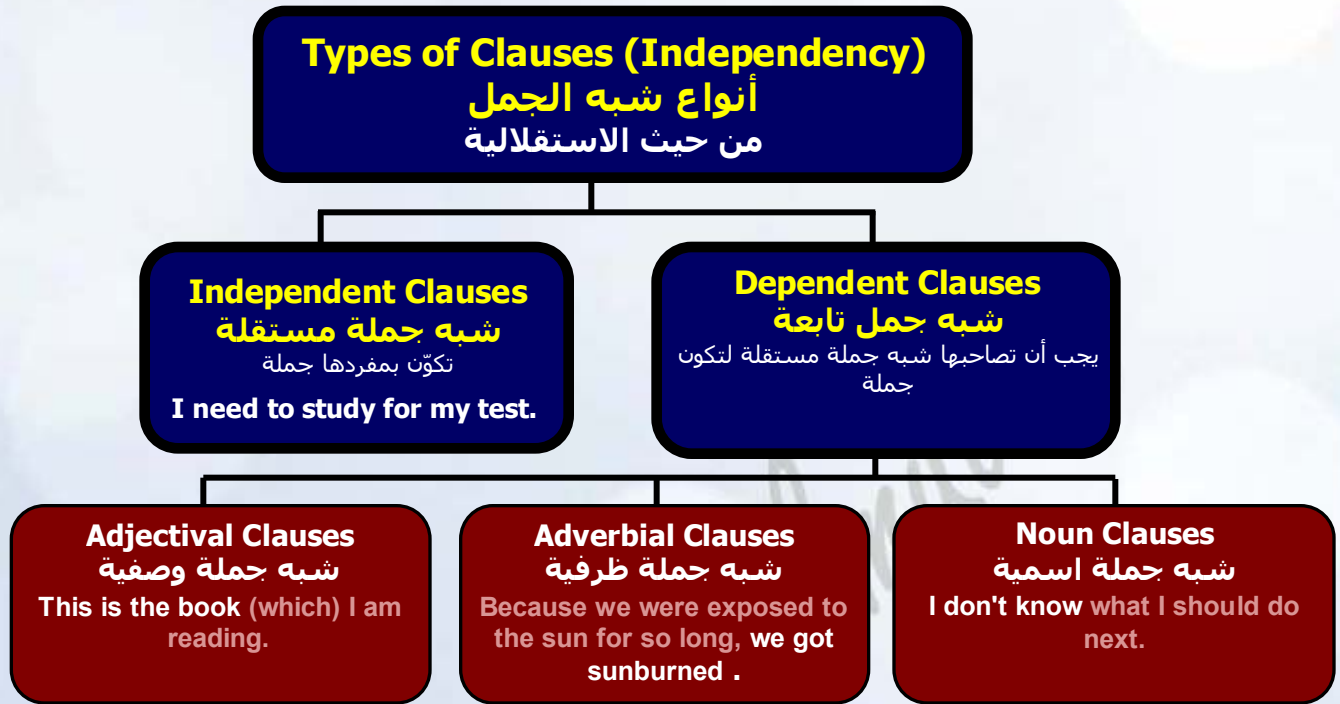 Types of Clauses (Independency)
أنواع شبه الجمل
من حيث الاستقلالية
Independent Clauses
شبه جملة مستقلة
تكوّن بمفردها جملة
I need to study for my test.
Dependent Clauses
شبه جمل تابعة
يجب أن تصاحبها شبه جملة مستقلة لتكون
جملة
Adjectival Clauses
شبه جملة وصفية
This is the book (which) I am
reading.
Adverbial Clauses
شبه جملة ظرفية
Because we were exposed to
the sun for so long, we got
sunburned .
Noun Clauses
شبه جملة اسمية
I don't know what I should do
next.